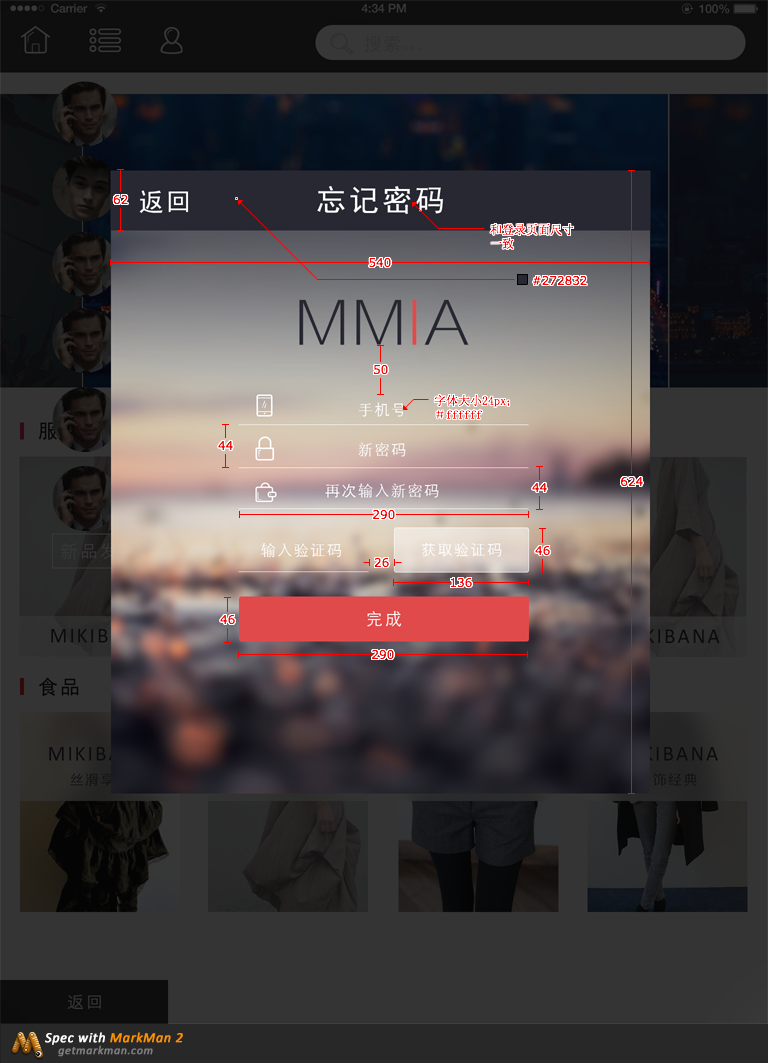 Carrier 4:34 PM 100%
搜索
返回 忘记密码
62
和登录页面尺寸
一致
540
#272832
MMIA
50
手机号
字体大小24px;
#ffffff
服
44
新密码
624
再次输入新密码
44
290
新品发
输入验证码 获取验证码
46
26
136
46
完成
MIKIBANA
KIBANA
290
食品
MIKIBA
KIBANA
丝滑享
饰经典
返回
Spec with MarkMan 2
getmarkman.com